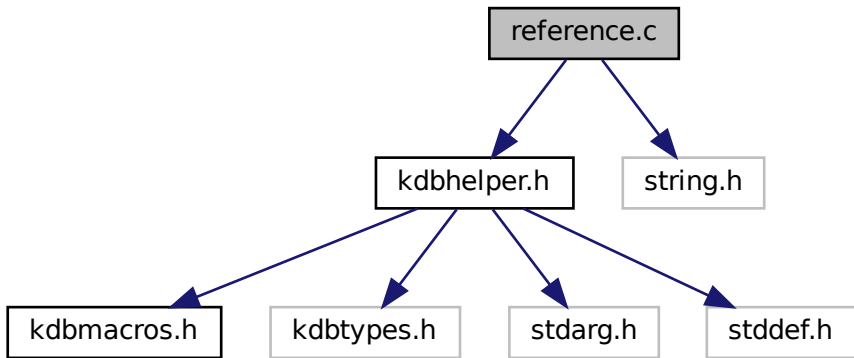 reference.c
kdbhelper.h
string.h
kdbmacros.h
kdbtypes.h
stdarg.h
stddef.h